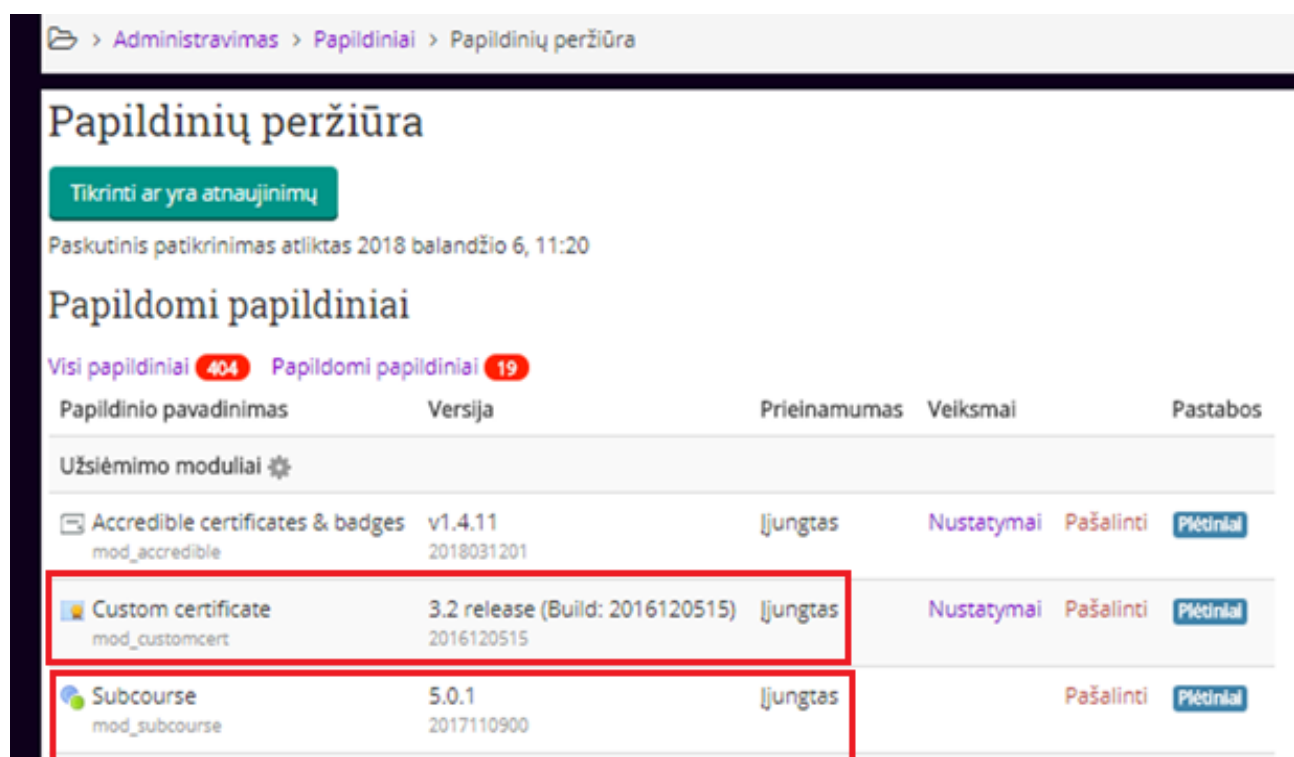 > Administravimas > Papildiniai > Papildinių peržiūra
Papildinių peržiūra
Tikrinti ar yra atnaujinimų
Paskutinis patikrinimas atliktas 2018 balandžio 6, 11:20
Papildomi papildiniai
Visi papildiniai 404 Papildomi papildiniai 19
Papildinio pavadinimas Versija Prieinamumas Veiksmai Pastabos
Užsiėmimo moduliai
Accredible certificates & badges v1.4.11 Įjungtas Nustatymai Pašalinti Plėtiniai
mod_accredible 2018031201
Custom certificate 3.2 release (Build: 2016120515) Įjungtas Nustatymai Pašalinti Plėtiniai
mod_customcert 2016120515
Subcourse 5.0.1 Įjungtas Pašalinti Plėtiniai
mod_subcourse 2017110900